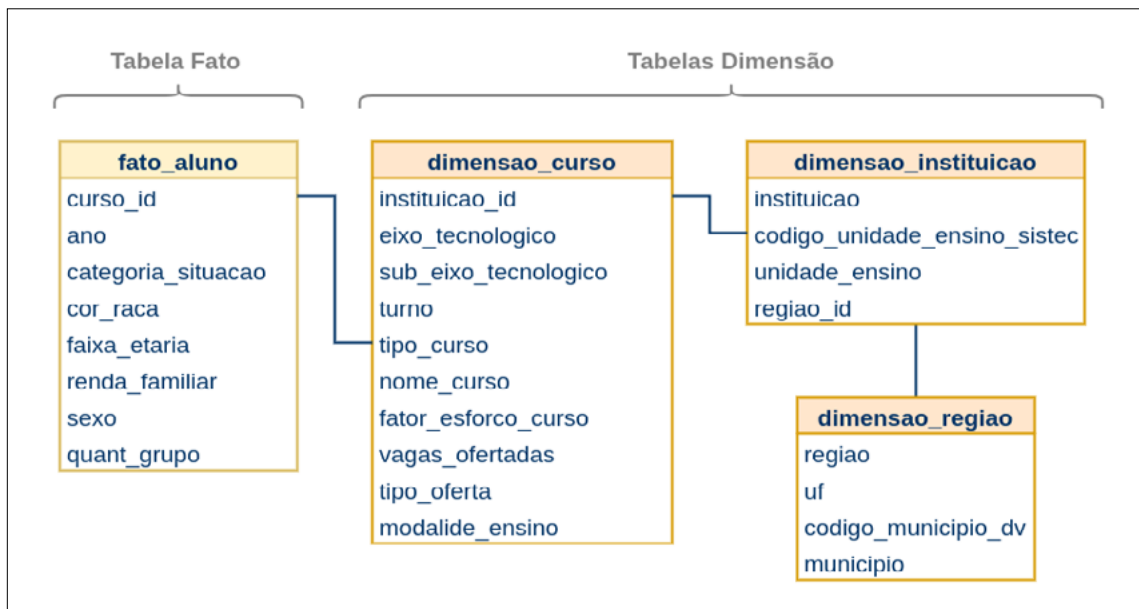 Tabela Fato
Tabelas Dimensão
fato_aluno
curso_id
ano
categoria_situacao
cor_raca
faixa_etaria
renda_familiar
sexo
quant_grupo
dimensao_curso
instituicao_id
eixo_tecnologico
sub_eixo_tecnologico
turno
tipo_curso
nome_curso
fator_esforco_curso
vagas_ofertadas
tipo_oferta
modalide_ensino
dimensao_instituicao
instituicao
codigo_unidade_ensino_sistec
unidade_ensino
regiao_id
dimensao_regiao
regiao
uf
codigo_municipio_dv
municipio